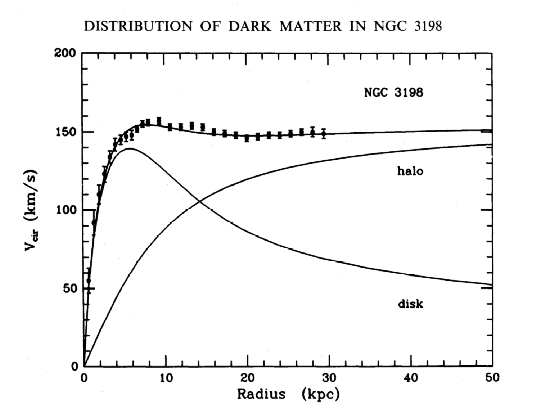 DISTRIBUTION OF DARK MATTER IN NGC 3198
200
NGC 3198
150
halo
V_cir (km/s)
100
50
disk
0
0 10 20 30 40 50
Radius (kpc)